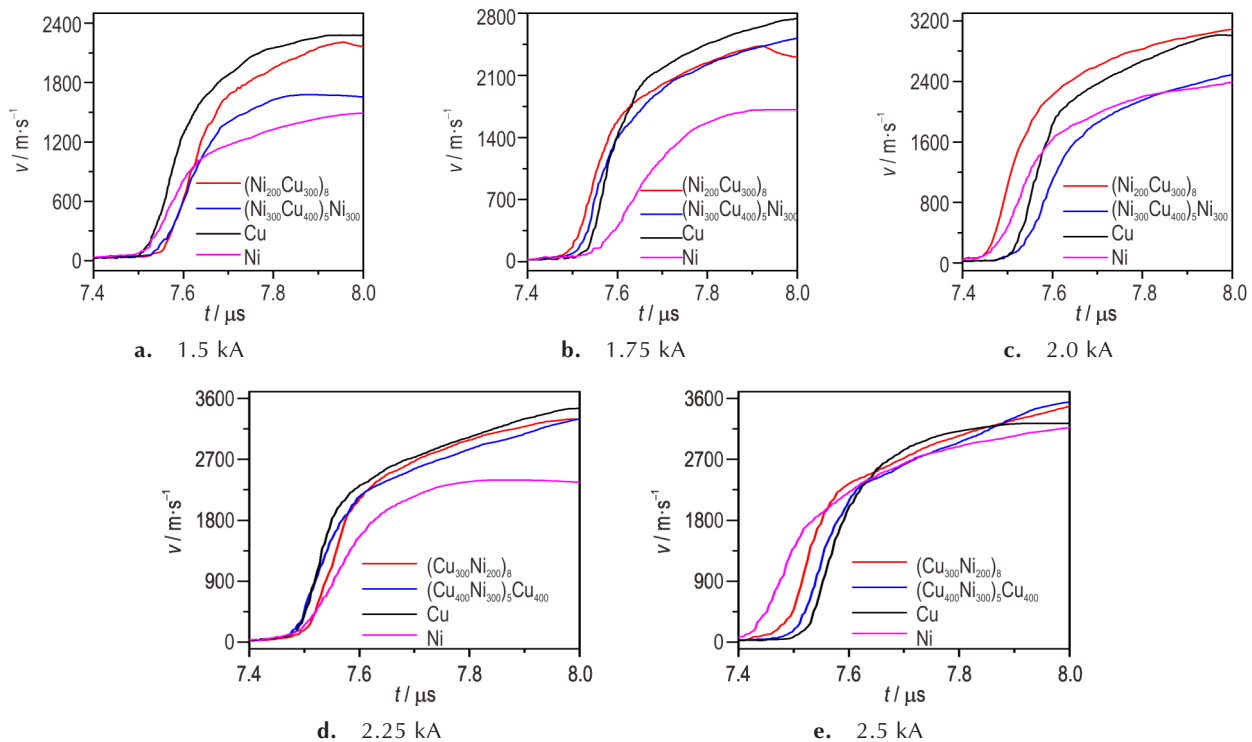 2400
1800
1200
600
0
v / m·s⁻¹
(Ni₂₀₀Cu₃₀₀)₈
(Ni₃₀₀Cu₄₀₀)₅Ni₃₀₀
Cu
Ni
7.4 7.6 7.8 8.0
t / μs
a. 1.5 kA
2800
2100
1400
700
0
v / m·s⁻¹
(Ni₂₀₀Cu₃₀₀)₈
(Ni₃₀₀Cu₄₀₀)₅Ni₃₀₀
Cu
Ni
7.4 7.6 7.8 8.0
t / μs
b. 1.75 kA
3200
2400
1600
800
0
v / m·s⁻¹
(Ni₂₀₀Cu₃₀₀)₈
(Ni₃₀₀Cu₄₀₀)₅Ni₃₀₀
Cu
Ni
7.4 7.6 7.8 8.0
t / μs
c. 2.0 kA
3600
2700
1800
900
0
v / m·s⁻¹
(Cu₃₀₀Ni₂₀₀)₈
(Cu₄₀₀Ni₃₀₀)₅Cu₄₀₀
Cu
Ni
7.4 7.6 7.8 8.0
t / μs
d. 2.25 kA
3600
2700
1800
900
0
v / m·s⁻¹
(Cu₃₀₀Ni₂₀₀)₈
(Cu₄₀₀Ni₃₀₀)₅Cu₄₀₀
Cu
Ni
7.4 7.6 7.8 8.0
t / μs
e. 2.5 kA